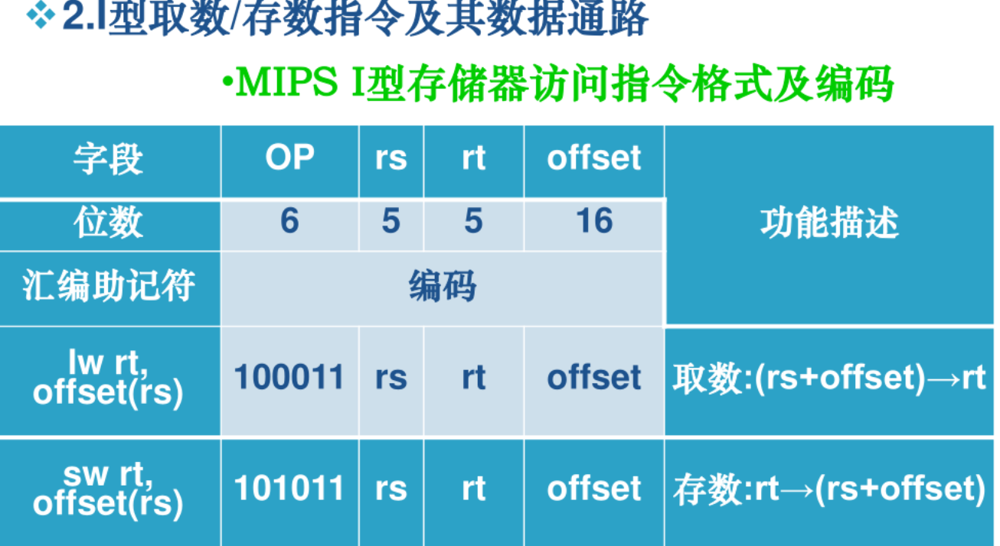 ❖2.I型取数/存数指令及其数据通路
•MIPS I型存储器访问指令格式及编码
字段 OP rs rt offset 功能描述
位数 6 5 5 16
汇编助记符 编码
lw rt,
offset(rs) 100011 rs rt offset 取数:(rs+offset)→rt
sw rt,
offset(rs) 101011 rs rt offset 存数:rt→(rs+offset)